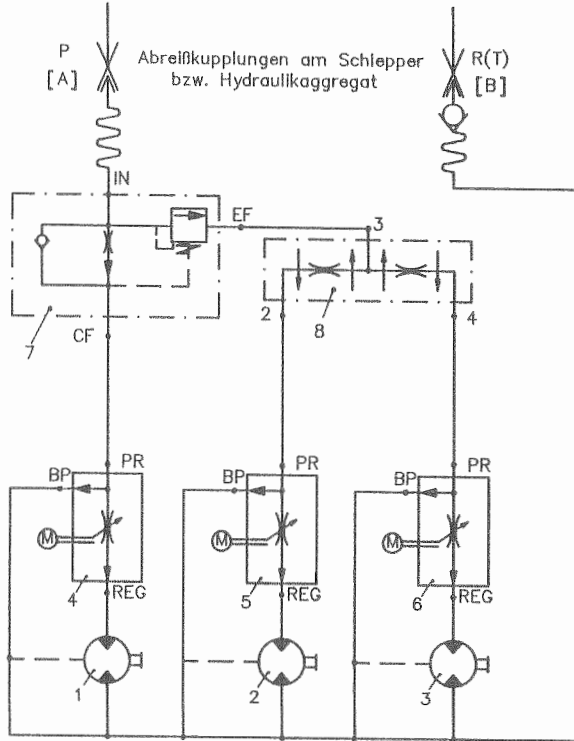 P
[A]
Abreißkupplungen am Schlepper
bzw. Hydraulikaggregat
R(T)
[B]
IN
EF
3
7
CF
2
8
4
BP
PR
BP
PR
BP
PR
M
M
M
4
REG
5
REG
6
REG
1
2
3